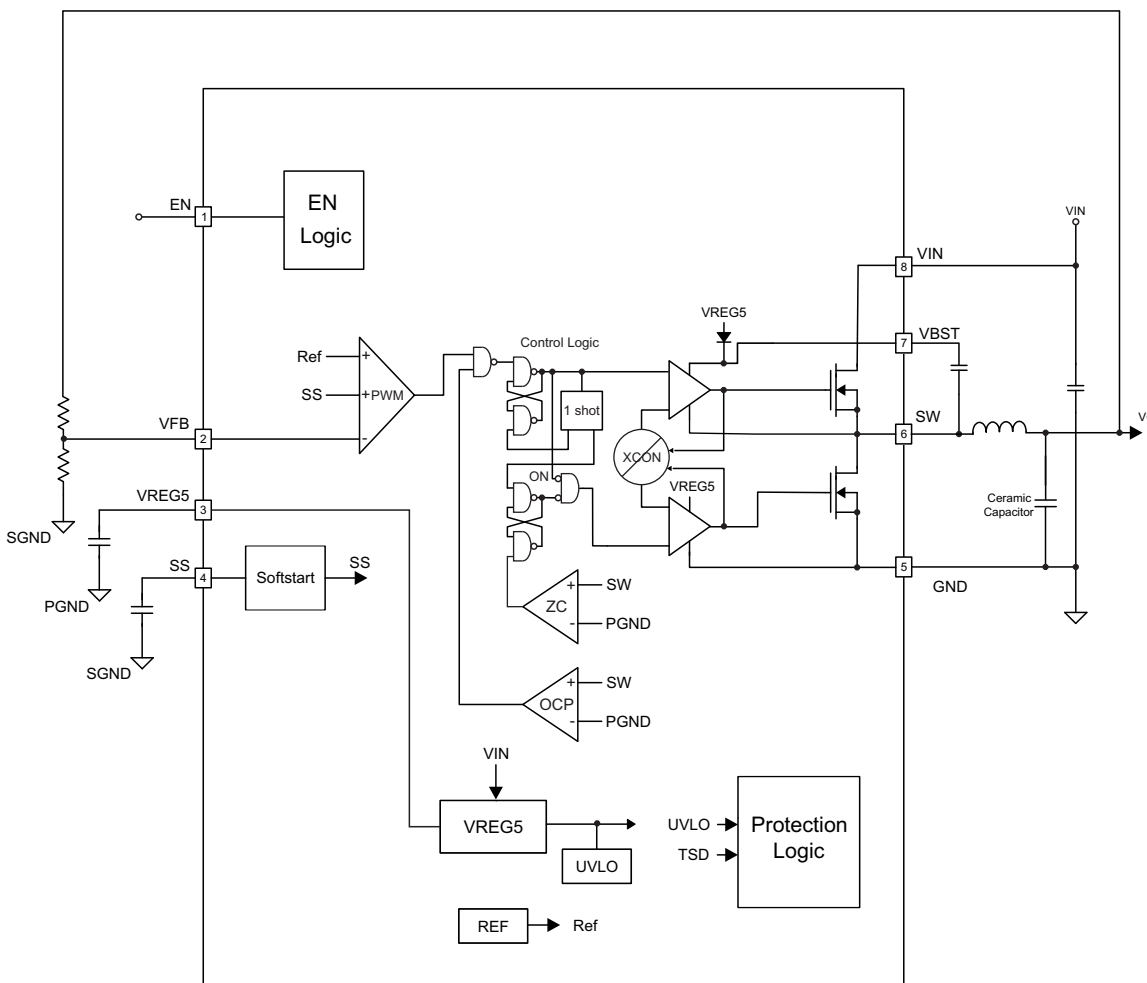 EN
1
EN
Logic
VIN
8
VIN
VREG5
7
VBST
Control Logic
Ref
+
SS
+
PWM
-
1 shot
VFB
2
SW
6
V
XCON
ON
VREG5
VREG5
3
Ceramic
Capacitor
SGND
SS
4
Softstart
SS
5
GND
PGND
+
SW
ZC
-
PGND
SGND
+
SW
OCP
-
PGND
VIN
VREG5
UVLO
UVLO
TSD
Protection
Logic
REF
Ref